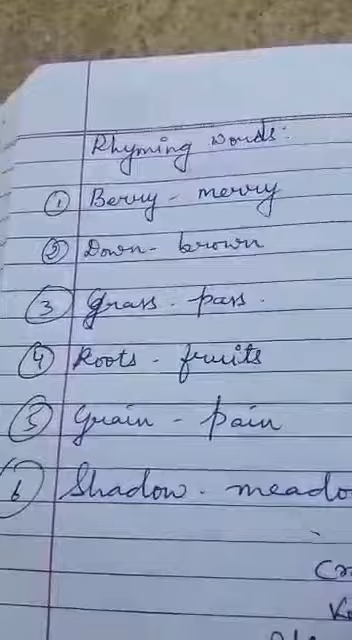 Rhyming words:
① Berry - merry
② Down - brown
③ Grass - pass.
④ Roots - fruits
⑤ Grain - pain
⑥ Shadow - meado